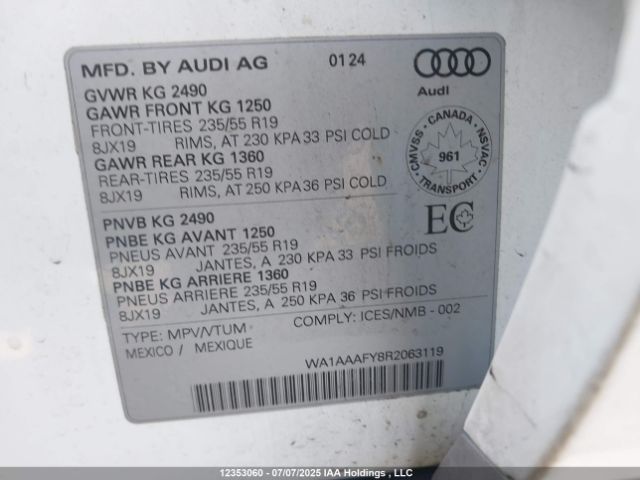 MFD. BY AUDI AG 0124
Audi
GVWR KG 2490
GAWR FRONT KG 1250
FRONT-TIRES 235/55 R19
8JX19 RIMS, AT 230 KPA 33 PSI COLD
GAWR REAR KG 1360
REAR-TIRES 235/55 R19
8JX19 RIMS, AT 250 KPA 36 PSI COLD
CMVSS - CANADA - NSVAC
961
TRANSPORT
PNVB KG 2490
PNBE KG AVANT 1250
PNEUS AVANT 235/55 R19
8JX19 JANTES, A 230 KPA 33 PSI FROIDS
PNBE KG ARRIERE 1360
PNEUS ARRIERE 235/55 R19
8JX19 JANTES, A 250 KPA 36 PSI FROIDS
EC
TYPE: MPV/VTUM COMPLY: ICES/NMB - 002
MEXICO / MEXIQUE
WA1AAAFY8R2063119
12353060 - 07/07/2025 IAA Holdings , LLC